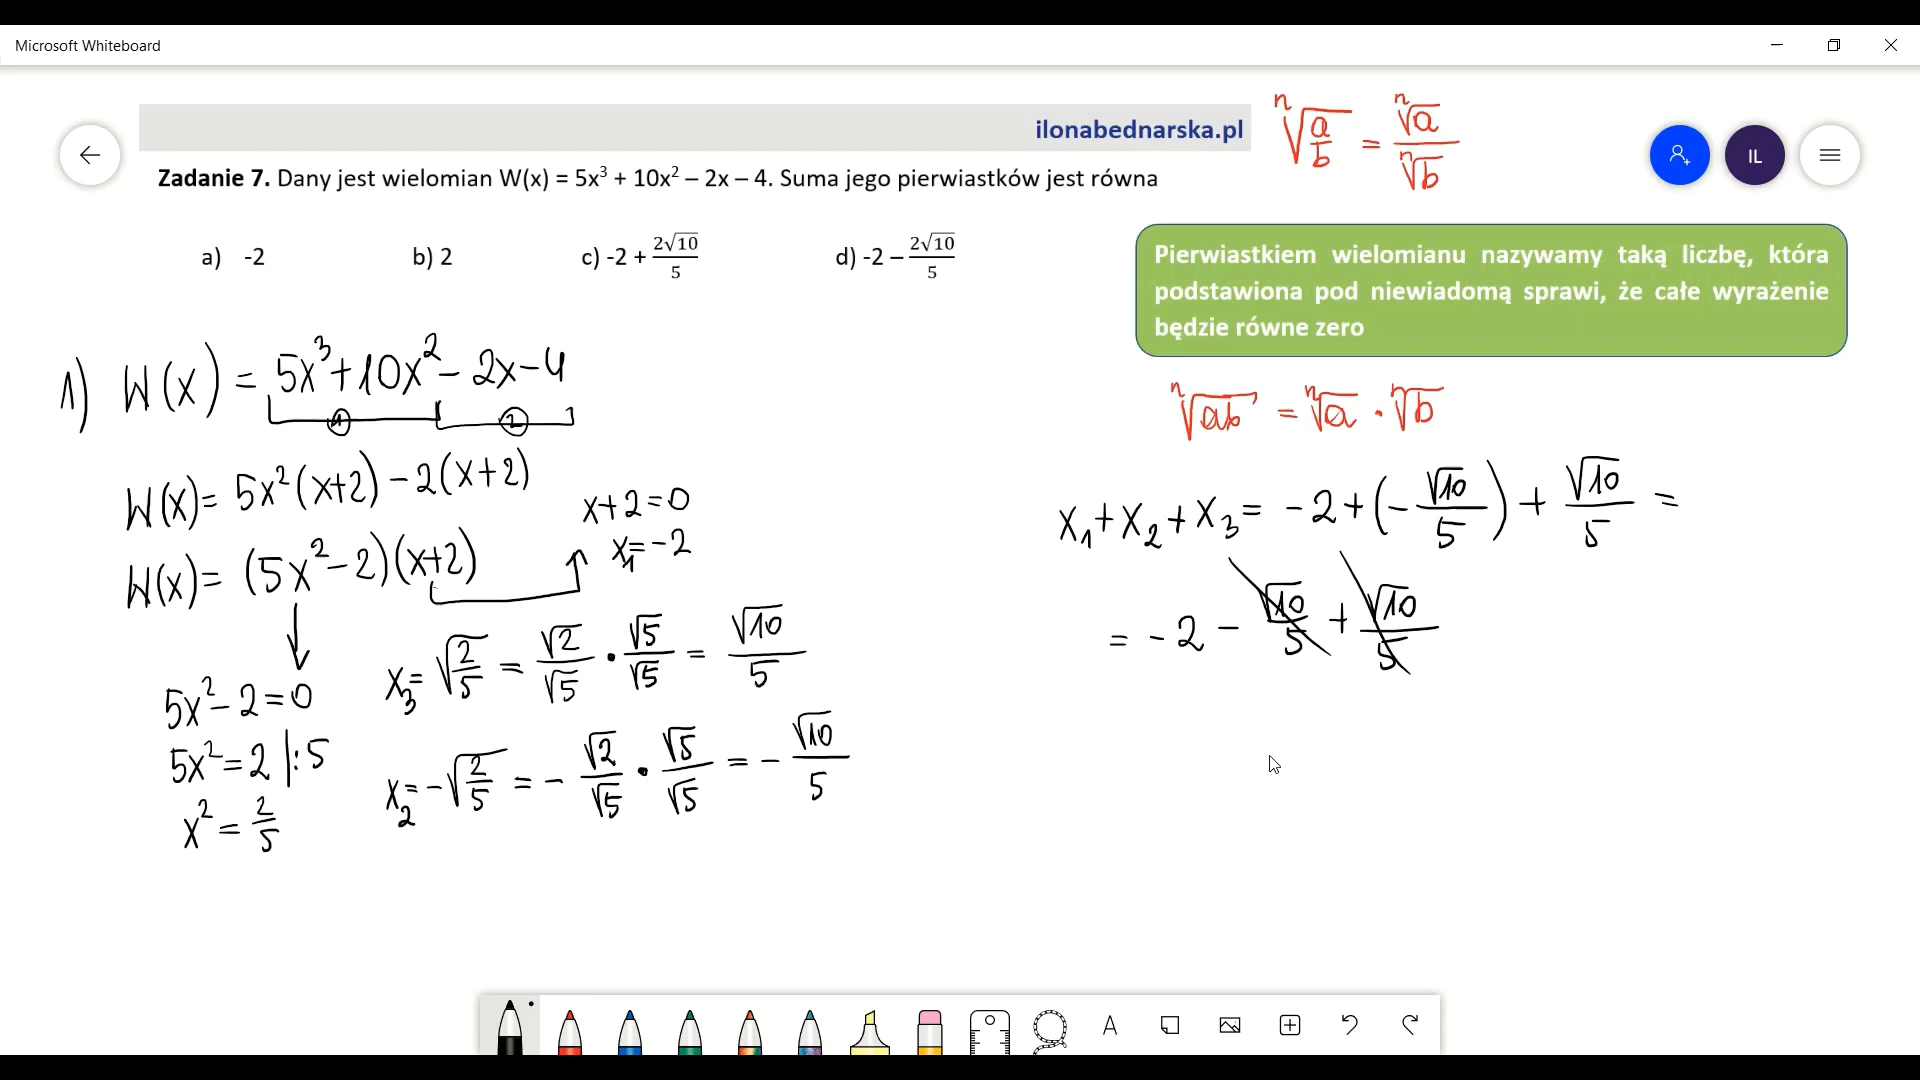 Microsoft Whiteboard
ilonabednarska.pl
ⁿ√(a/b) = ⁿ√a / ⁿ√b
IL
Zadanie 7. Dany jest wielomian W(x) = 5x³ + 10x² – 2x – 4. Suma jego pierwiastków jest równa
a) -2 b) 2 c) -2 + 2√10/5 d) -2 – 2√10/5
Pierwiastkiem wielomianu nazywamy taką liczbę, która
podstawiona pod niewiadomą sprawi, że całe wyrażenie
będzie równe zero
1) W(x) = 5x³+10x²-2x-4
1 2
W(x)= 5x²(x+2)-2(x+2)
W(x)= (5x²-2)(x+2)
x+2=0
x₁=-2
5x²-2=0
5x²=2 |:5
x²=2/5
x₃=√(2/5) = √2/√5 · √5/√5 = √10/5
x₂=-√(2/5) = -√2/√5 · √5/√5 = -√10/5
ⁿ√ab = ⁿ√a · ⁿ√b
x₁+x₂+x₃= -2+(-√10/5)+√10/5 =
= -2 - √10/5 + √10/5
A